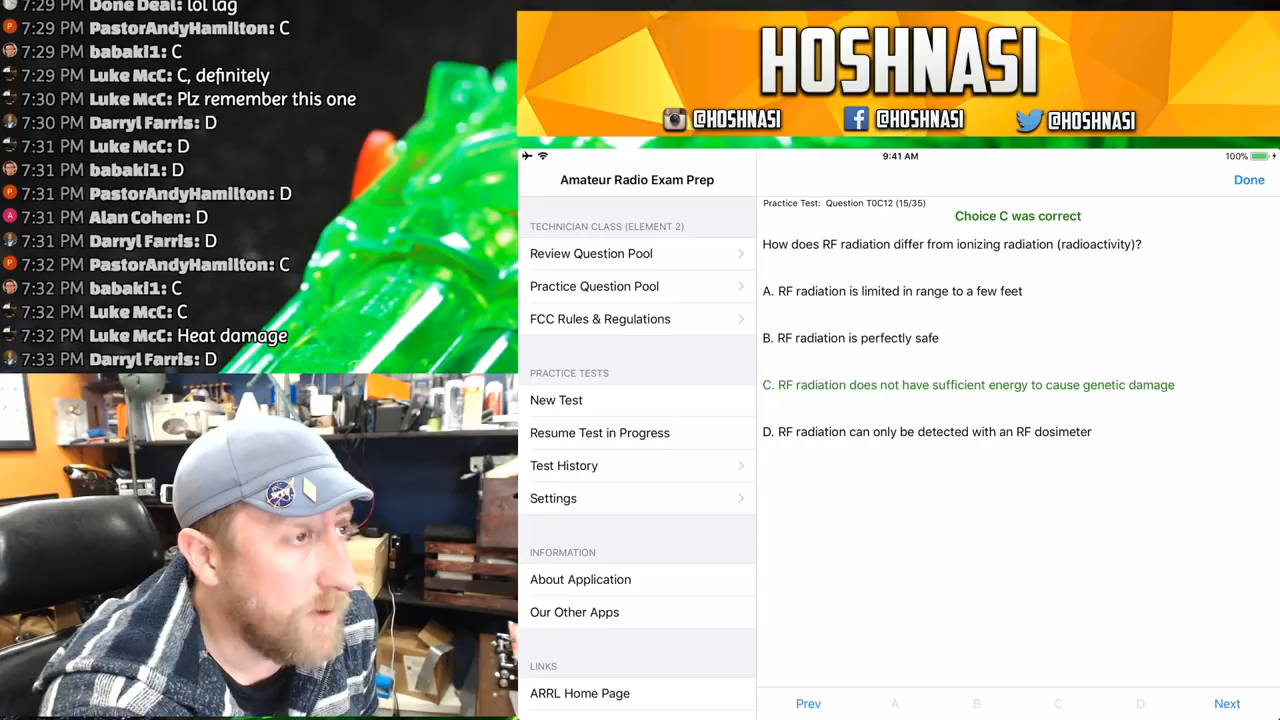 7:29 PM Done Deal: lol lag
7:29 PM PastorAndyHamilton: C
7:29 PM babaki1: C
7:29 PM Luke McC: C, definitely
7:30 PM Luke McC: Plz remember this one
7:30 PM Darryl Farris: D
7:31 PM Luke McC: D
7:31 PM babaki1: D
7:31 PM PastorAndyHamilton: D
7:31 PM Alan Cohen: D
7:31 PM Darryl Farris: D
7:32 PM PastorAndyHamilton: C
7:32 PM babaki1: C
7:32 PM Luke McC: C
7:32 PM Luke McC: Heat damage
7:33 PM Darryl Farris: D
HOSHNASI
@HOSHNASI @HOSHNASI @HOSHNASI
9:41 AM 100%
Amateur Radio Exam Prep
Done
TECHNICIAN CLASS (ELEMENT 2)
Review Question Pool
Practice Question Pool
FCC Rules & Regulations
PRACTICE TESTS
New Test
Resume Test in Progress
Test History
Settings
INFORMATION
About Application
Our Other Apps
LINKS
ARRL Home Page
Practice Test: Question T0C12 (15/35)
Choice C was correct
How does RF radiation differ from ionizing radiation (radioactivity)?
A. RF radiation is limited in range to a few feet
B. RF radiation is perfectly safe
C. RF radiation does not have sufficient energy to cause genetic damage
D. RF radiation can only be detected with an RF dosimeter
Prev A B C D Next